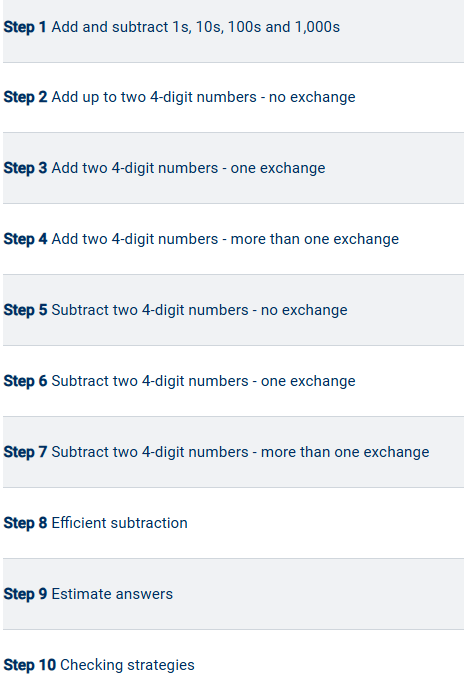 Step 1 Add and subtract 1s, 10s, 100s and 1,000s
Step 2 Add up to two 4-digit numbers - no exchange
Step 3 Add two 4-digit numbers - one exchange
Step 4 Add two 4-digit numbers - more than one exchange
Step 5 Subtract two 4-digit numbers - no exchange
Step 6 Subtract two 4-digit numbers - one exchange
Step 7 Subtract two 4-digit numbers - more than one exchange
Step 8 Efficient subtraction
Step 9 Estimate answers
Step 10 Checking strategies